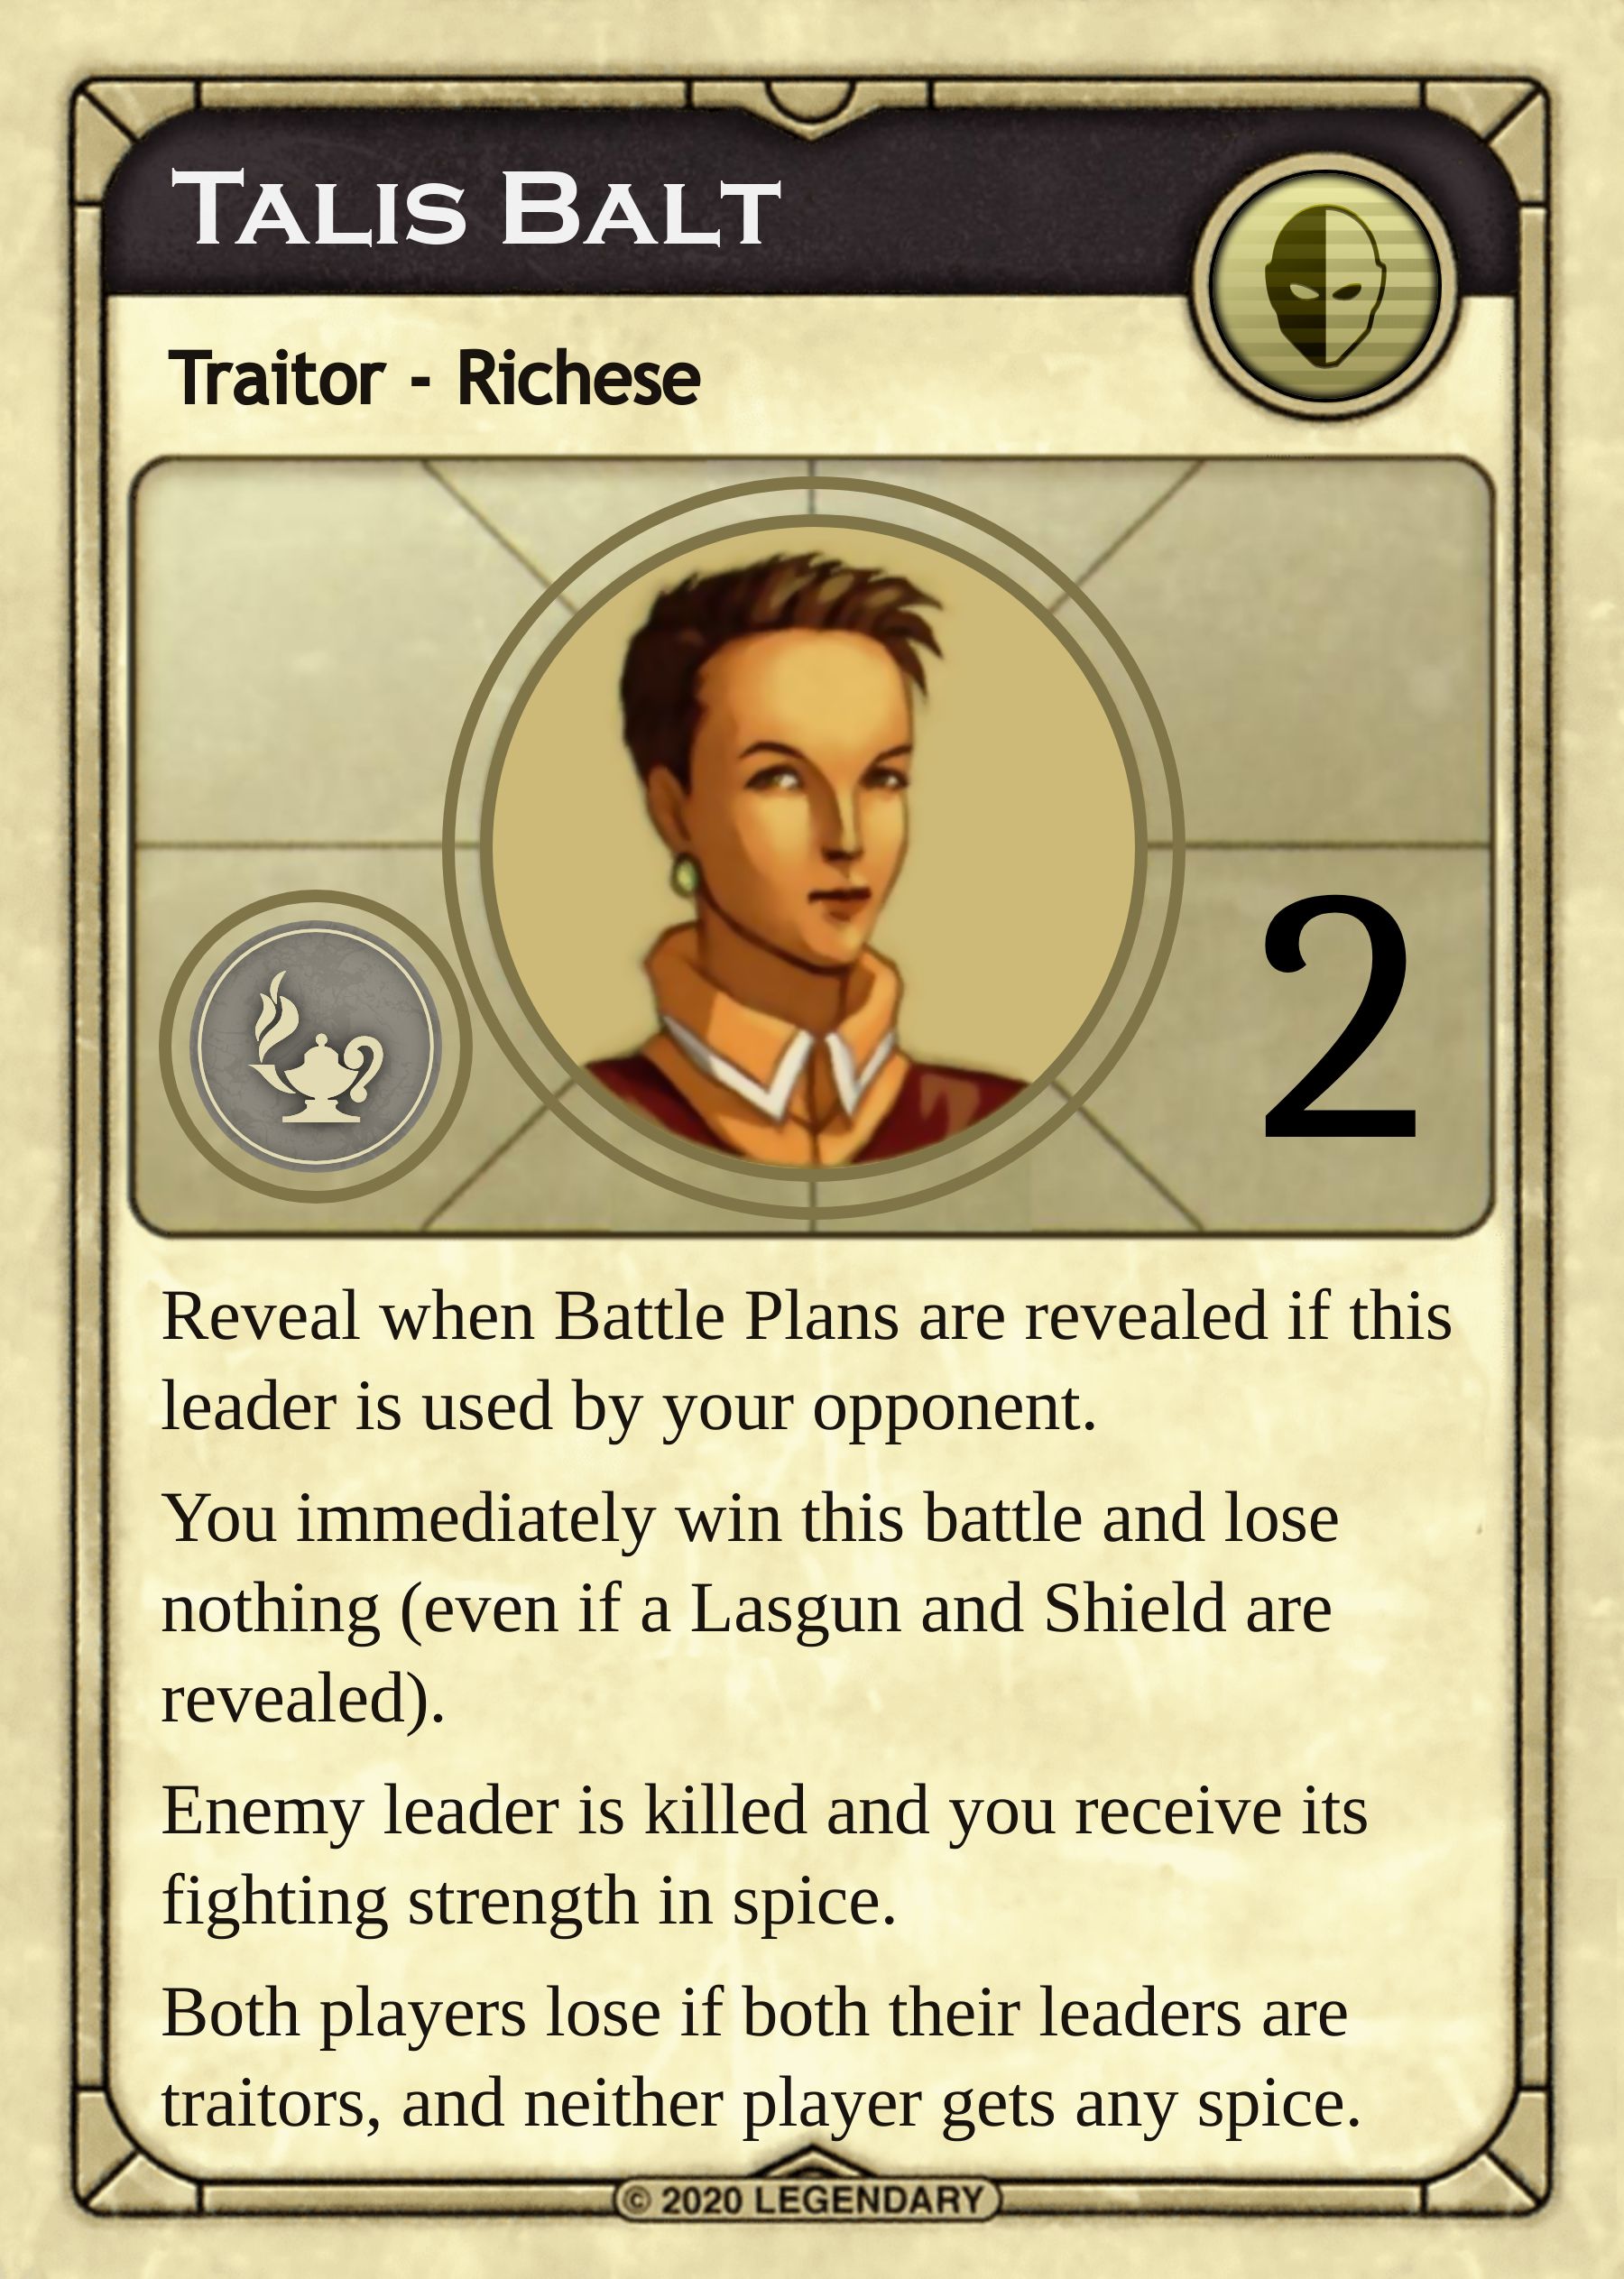 Talis Balt
Traitor - Richese
2
Reveal when Battle Plans are revealed if this
leader is used by your opponent.
You immediately win this battle and lose
nothing (even if a Lasgun and Shield are
revealed).
Enemy leader is killed and you receive its
fighting strength in spice.
Both players lose if both their leaders are
traitors, and neither player gets any spice.
© 2020 LEGENDARY